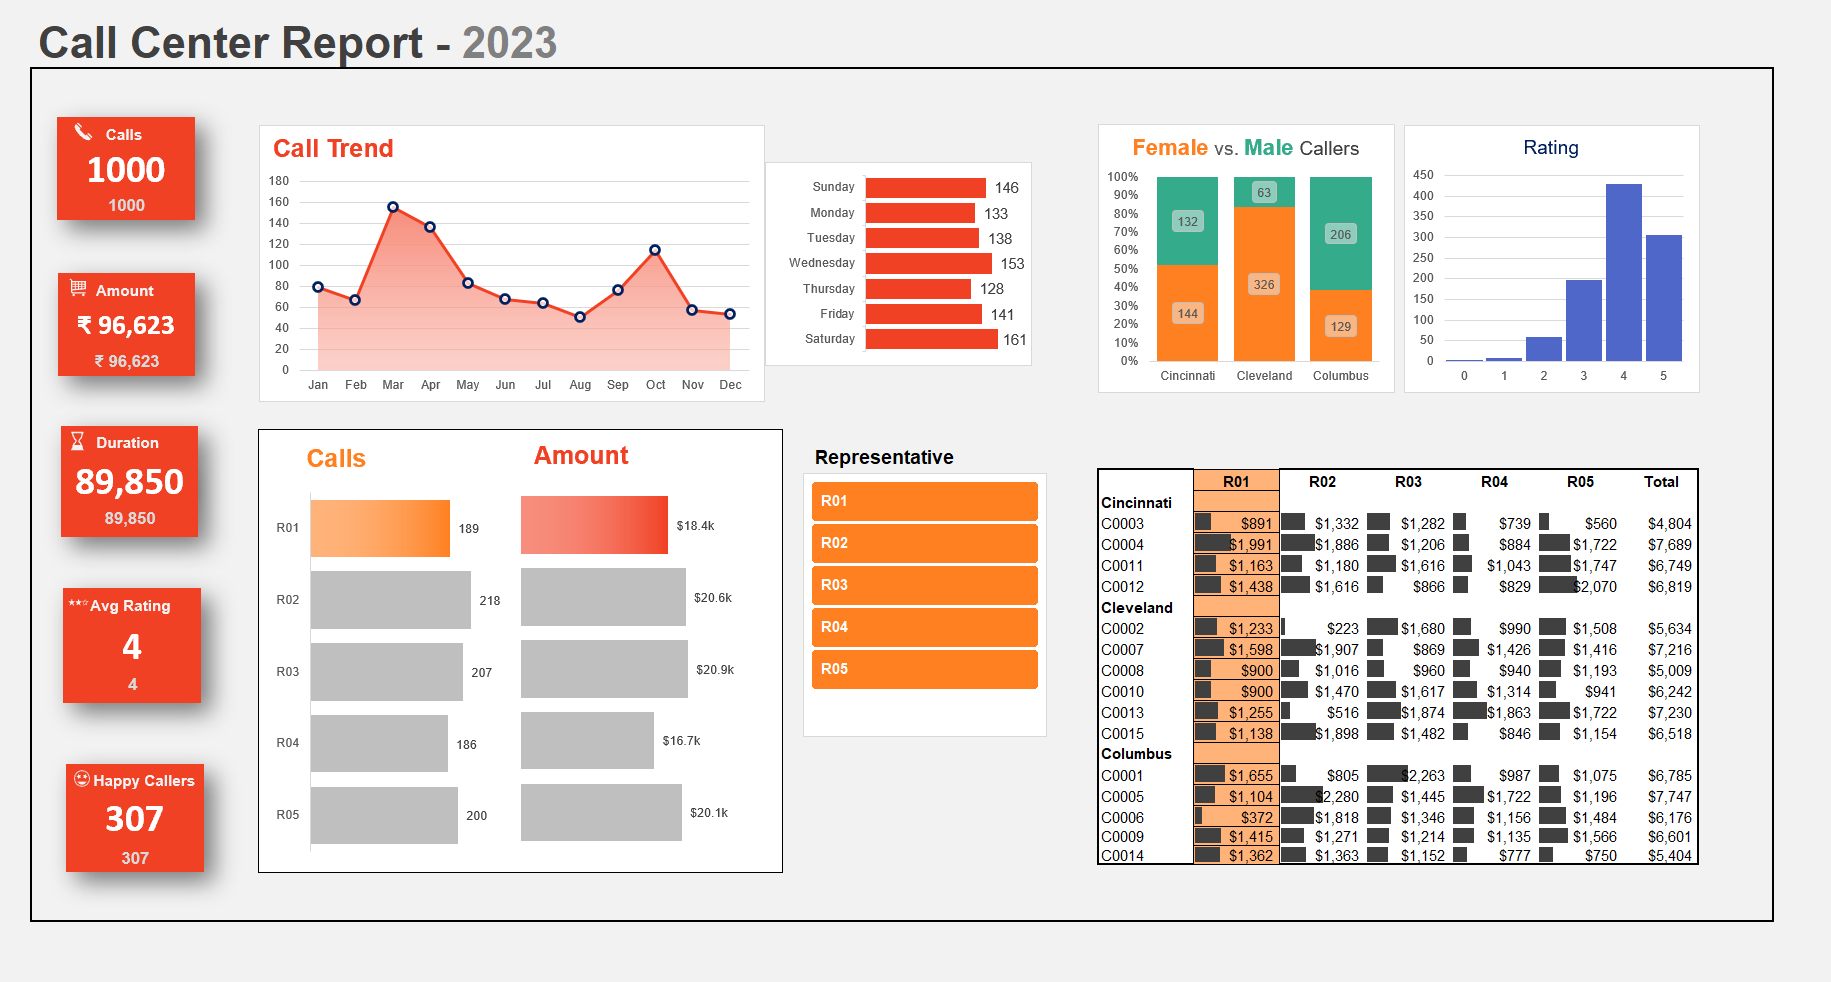 Call Center Report - 2023
Calls
1000
1000
Amount
₹ 96,623
₹ 96,623
Duration
89,850
89,850
Avg Rating
4
4
Happy Callers
307
307
Call Trend
180
160
140
120
100
80
60
40
20
0
Jan Feb Mar Apr May Jun Jul Aug Sep Oct Nov Dec
Sunday 146
Monday 133
Tuesday 138
Wednesday 153
Thursday 128
Friday 141
Saturday 161
Female vs. Male Callers
100%
90%
80%
70%
60%
50%
40%
30%
20%
10%
0%
132 63 206
144 326 129
Cincinnati Cleveland Columbus
Rating
450
400
350
300
250
200
150
100
50
0
0 1 2 3 4 5
Calls Amount
R01 189 $18.4k
R02 218 $20.6k
R03 207 $20.9k
R04 186 $16.7k
R05 200 $20.1k
Representative
R01
R02
R03
R04
R05
R01 R02 R03 R04 R05 Total
Cincinnati
C0003 $891 $1,332 $1,282 $739 $560 $4,804
C0004 $1,991 $1,886 $1,206 $884 $1,722 $7,689
C0011 $1,163 $1,180 $1,616 $1,043 $1,747 $6,749
C0012 $1,438 $1,616 $866 $829 $2,070 $6,819
Cleveland
C0002 $1,233 $223 $1,680 $990 $1,508 $5,634
C0007 $1,598 $1,907 $869 $1,426 $1,416 $7,216
C0008 $900 $1,016 $960 $940 $1,193 $5,009
C0010 $900 $1,470 $1,617 $1,314 $941 $6,242
C0013 $1,255 $516 $1,874 $1,863 $1,722 $7,230
C0015 $1,138 $1,898 $1,482 $846 $1,154 $6,518
Columbus
C0001 $1,655 $805 $2,263 $987 $1,075 $6,785
C0005 $1,104 $2,280 $1,445 $1,722 $1,196 $7,747
C0006 $372 $1,818 $1,346 $1,156 $1,484 $6,176
C0009 $1,415 $1,271 $1,214 $1,135 $1,566 $6,601
C0014 $1,362 $1,363 $1,152 $777 $750 $5,404